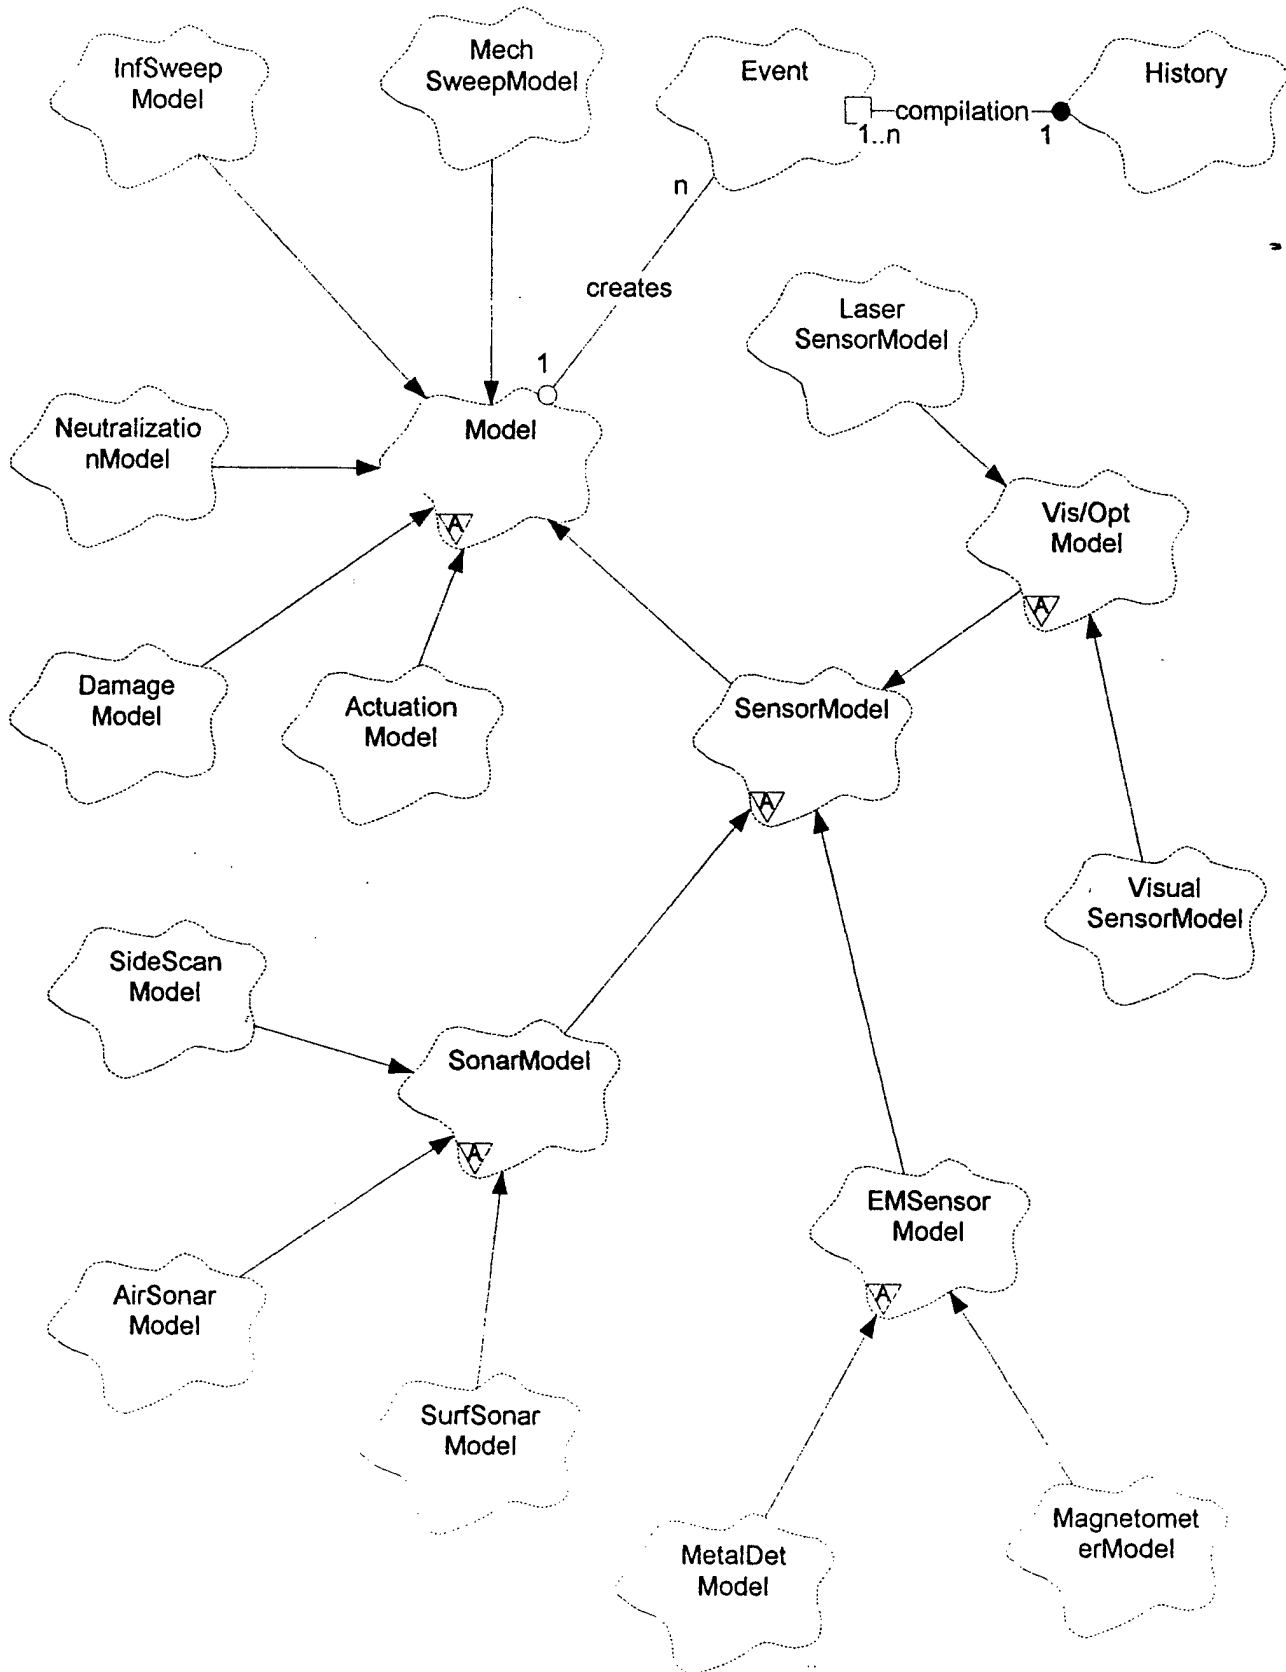 InfSweep
Model
Mech
SweepModel
Event
History
compilation
1..n
1
n
creates
1
Laser
SensorModel
Neutralizatio
nModel
Model
A
Vis/Opt
Model
A
Damage
Model
Actuation
Model
SensorModel
A
Visual
SensorModel
SideScan
Model
SonarModel
A
EMSensor
Model
A
AirSonar
Model
SurfSonar
Model
MetalDet
Model
Magnetomet
erModel